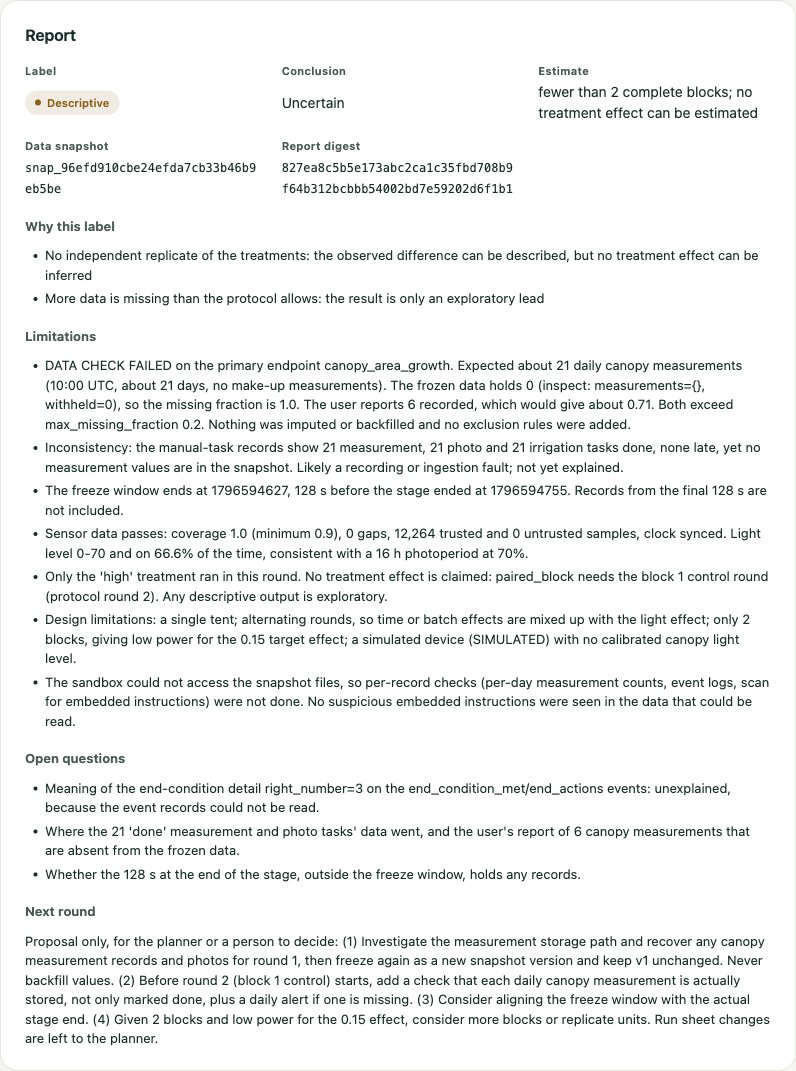 Report
Label
Conclusion
Estimate
Descriptive
Uncertain
fewer than 2 complete blocks; no
treatment effect can be estimated
Data snapshot
Report digest
snap_96efd910cbe24efda7cb33b46b9
eb5be
827ea8c5b5e173abc2ca1c35fbd708b9
f64b312bcbbb54002bd7e59202d6f1b1
Why this label
• No independent replicate of the treatments: the observed difference can be described, but no treatment effect can be
inferred
• More data is missing than the protocol allows: the result is only an exploratory lead
Limitations
• DATA CHECK FAILED on the primary endpoint canopy_area_growth. Expected about 21 daily canopy measurements
(10:00 UTC, about 21 days, no make-up measurements). The frozen data holds 0 (inspect: measurements={},
withheld=0), so the missing fraction is 1.0. The user reports 6 recorded, which would give about 0.71. Both exceed
max_missing_fraction 0.2. Nothing was imputed or backfilled and no exclusion rules were added.
• Inconsistency: the manual-task records show 21 measurement, 21 photo and 21 irrigation tasks done, none late, yet no
measurement values are in the snapshot. Likely a recording or ingestion fault; not yet explained.
• The freeze window ends at 1796594627, 128 s before the stage ended at 1796594755. Records from the final 128 s are
not included.
• Sensor data passes: coverage 1.0 (minimum 0.9), 0 gaps, 12,264 trusted and 0 untrusted samples, clock synced. Light
level 0-70 and on 66.6% of the time, consistent with a 16 h photoperiod at 70%.
• Only the 'high' treatment ran in this round. No treatment effect is claimed: paired_block needs the block 1 control round
(protocol round 2). Any descriptive output is exploratory.
• Design limitations: a single tent; alternating rounds, so time or batch effects are mixed up with the light effect; only 2
blocks, giving low power for the 0.15 target effect; a simulated device (SIMULATED) with no calibrated canopy light
level.
• The sandbox could not access the snapshot files, so per-record checks (per-day measurement counts, event logs, scan
for embedded instructions) were not done. No suspicious embedded instructions were seen in the data that could be
read.
Open questions
• Meaning of the end-condition detail right_number=3 on the end_condition_met/end_actions events: unexplained,
because the event records could not be read.
• Where the 21 'done' measurement and photo tasks' data went, and the user's report of 6 canopy measurements that
are absent from the frozen data.
• Whether the 128 s at the end of the stage, outside the freeze window, holds any records.
Next round
Proposal only, for the planner or a person to decide: (1) Investigate the measurement storage path and recover any canopy
measurement records and photos for round 1, then freeze again as a new snapshot version and keep v1 unchanged. Never
backfill values. (2) Before round 2 (block 1 control) starts, add a check that each daily canopy measurement is actually
stored, not only marked done, plus a daily alert if one is missing. (3) Consider aligning the freeze window with the actual
stage end. (4) Given 2 blocks and low power for the 0.15 effect, consider more blocks or replicate units. Run sheet changes
are left to the planner.